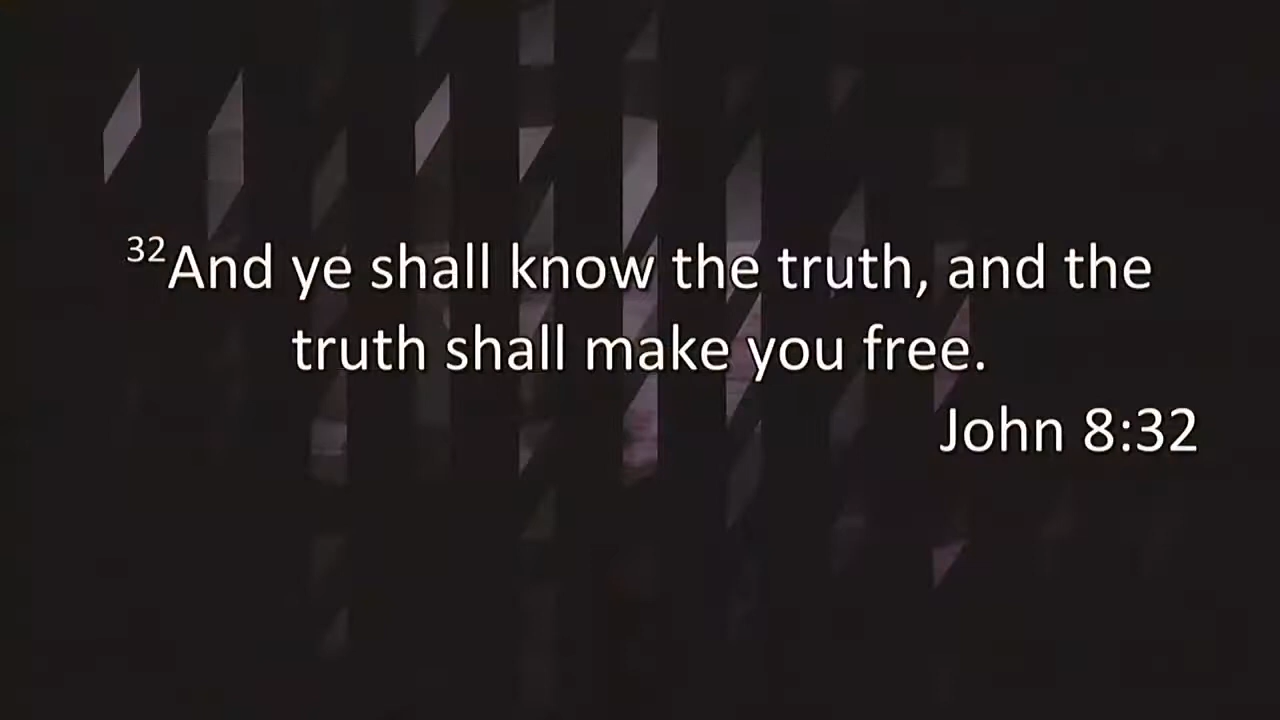 32And ye shall know the truth, and the
truth shall make you free.
John 8:32